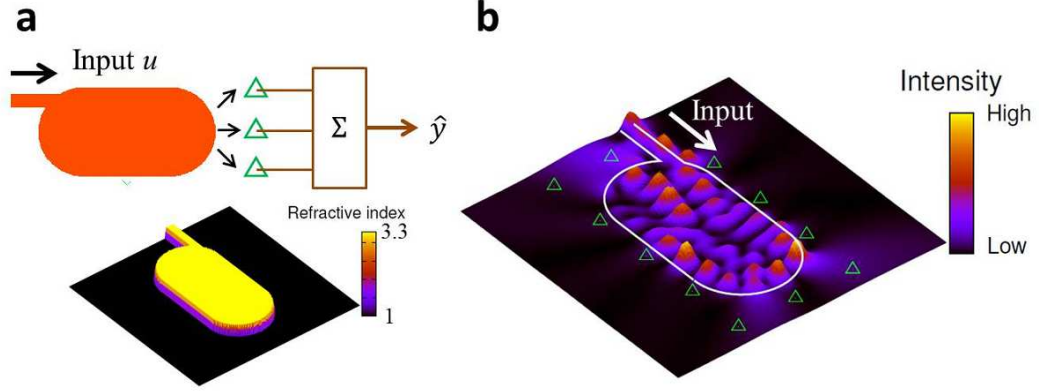 a
Input u
Σ
ŷ
Refractive index
3.3
1
b
Input
Intensity
High
Low